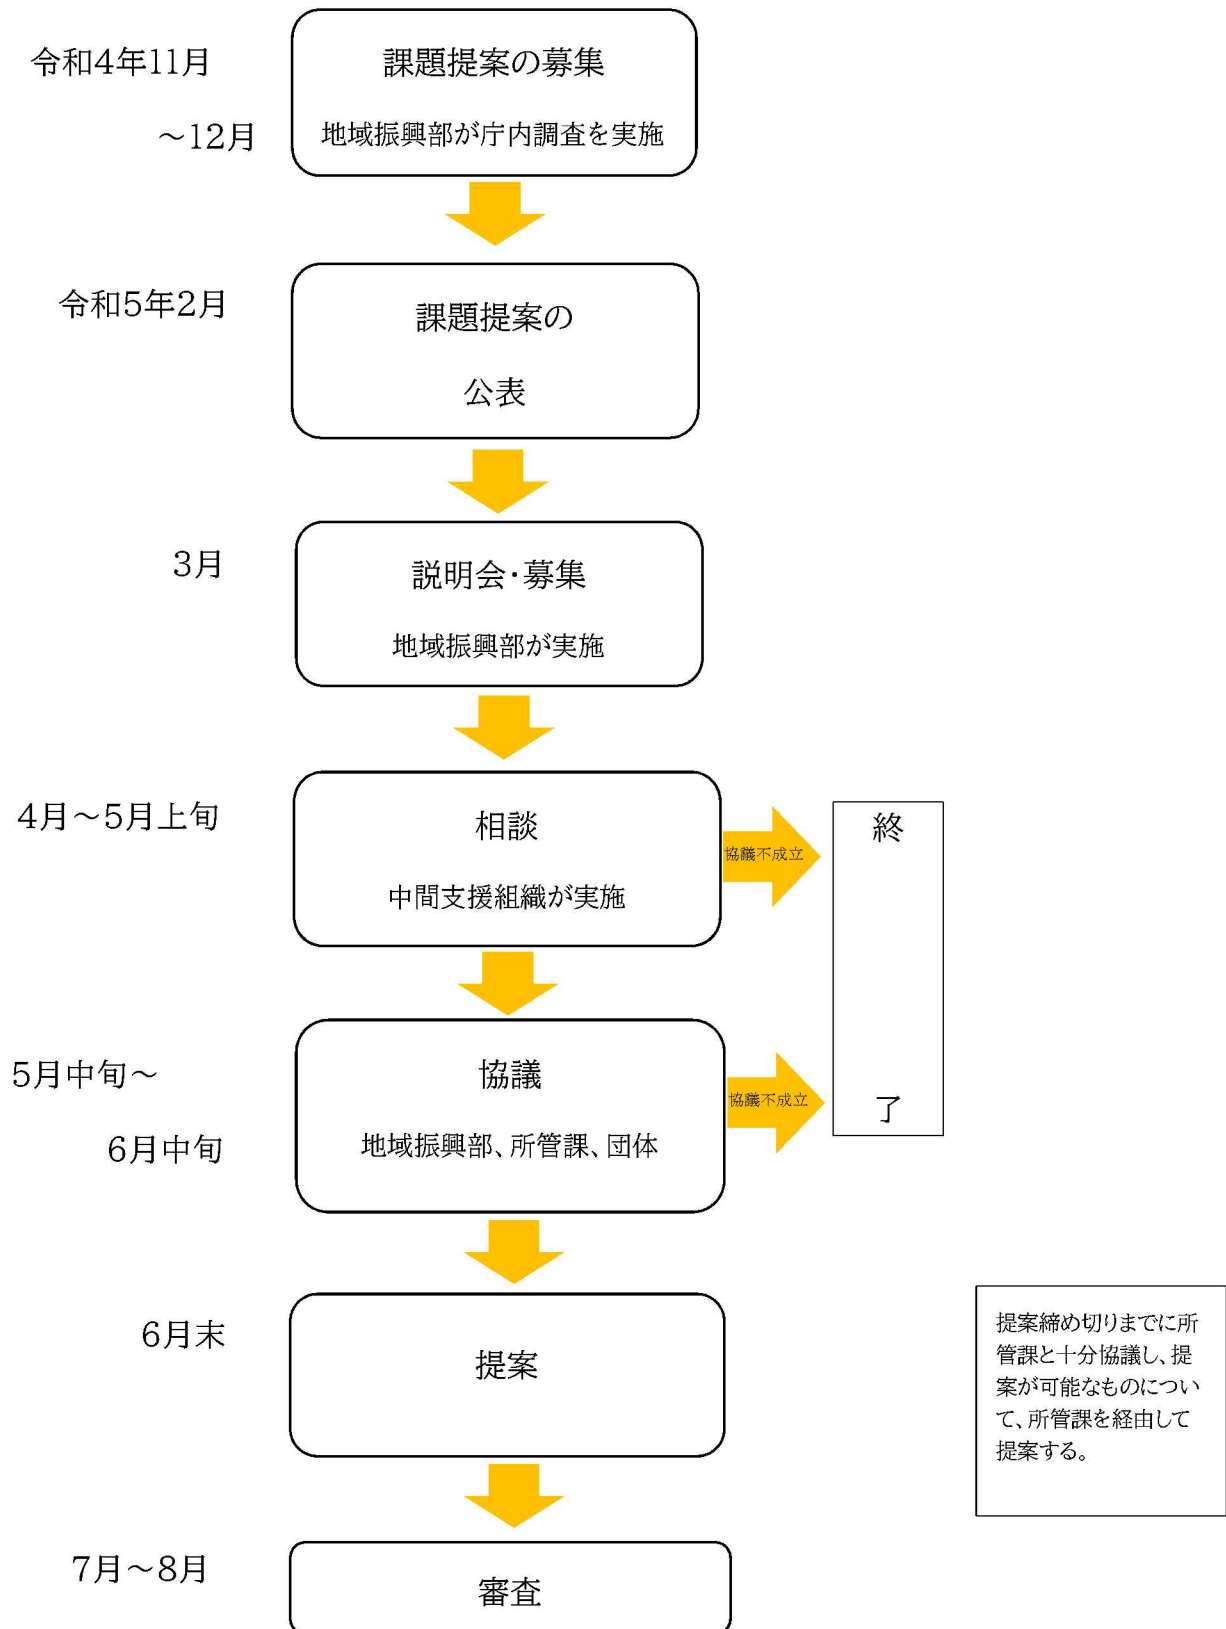 令和4年11月
～12月
課題提案の募集
地域振興部が庁内調査を実施
令和5年2月
課題提案の
公表
3月
説明会・募集
地域振興部が実施
4月～5月上旬
相談
中間支援組織が実施
協議不成立
終
了
5月中旬～
6月中旬
協議
地域振興部、所管課、団体
協議不成立
6月末
提案
提案締め切りまでに所
管課と十分協議し、提
案が可能なものについ
て、所管課を経由して
提案する。
7月～8月
審査